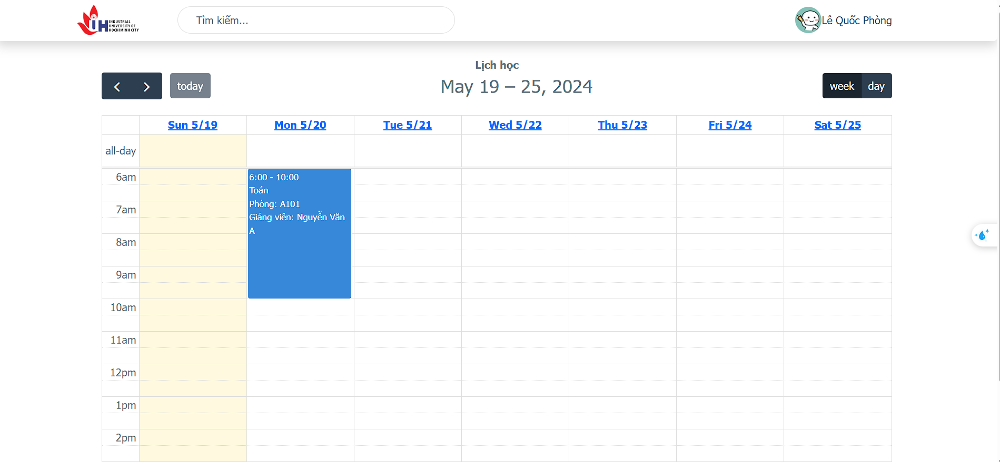 INDUSTRIAL
UNIVERSITY OF
HOCHIMINH CITY
IUH
Tìm kiếm...
Lê Quốc Phòng
Lịch học
today
May 19 – 25, 2024
week
day
Sun 5/19
Mon 5/20
Tue 5/21
Wed 5/22
Thu 5/23
Fri 5/24
Sat 5/25
all-day
6am
6:00 - 10:00
Toán
Phòng: A101
Giảng viên: Nguyễn Văn
A
7am
8am
9am
10am
11am
12pm
1pm
2pm